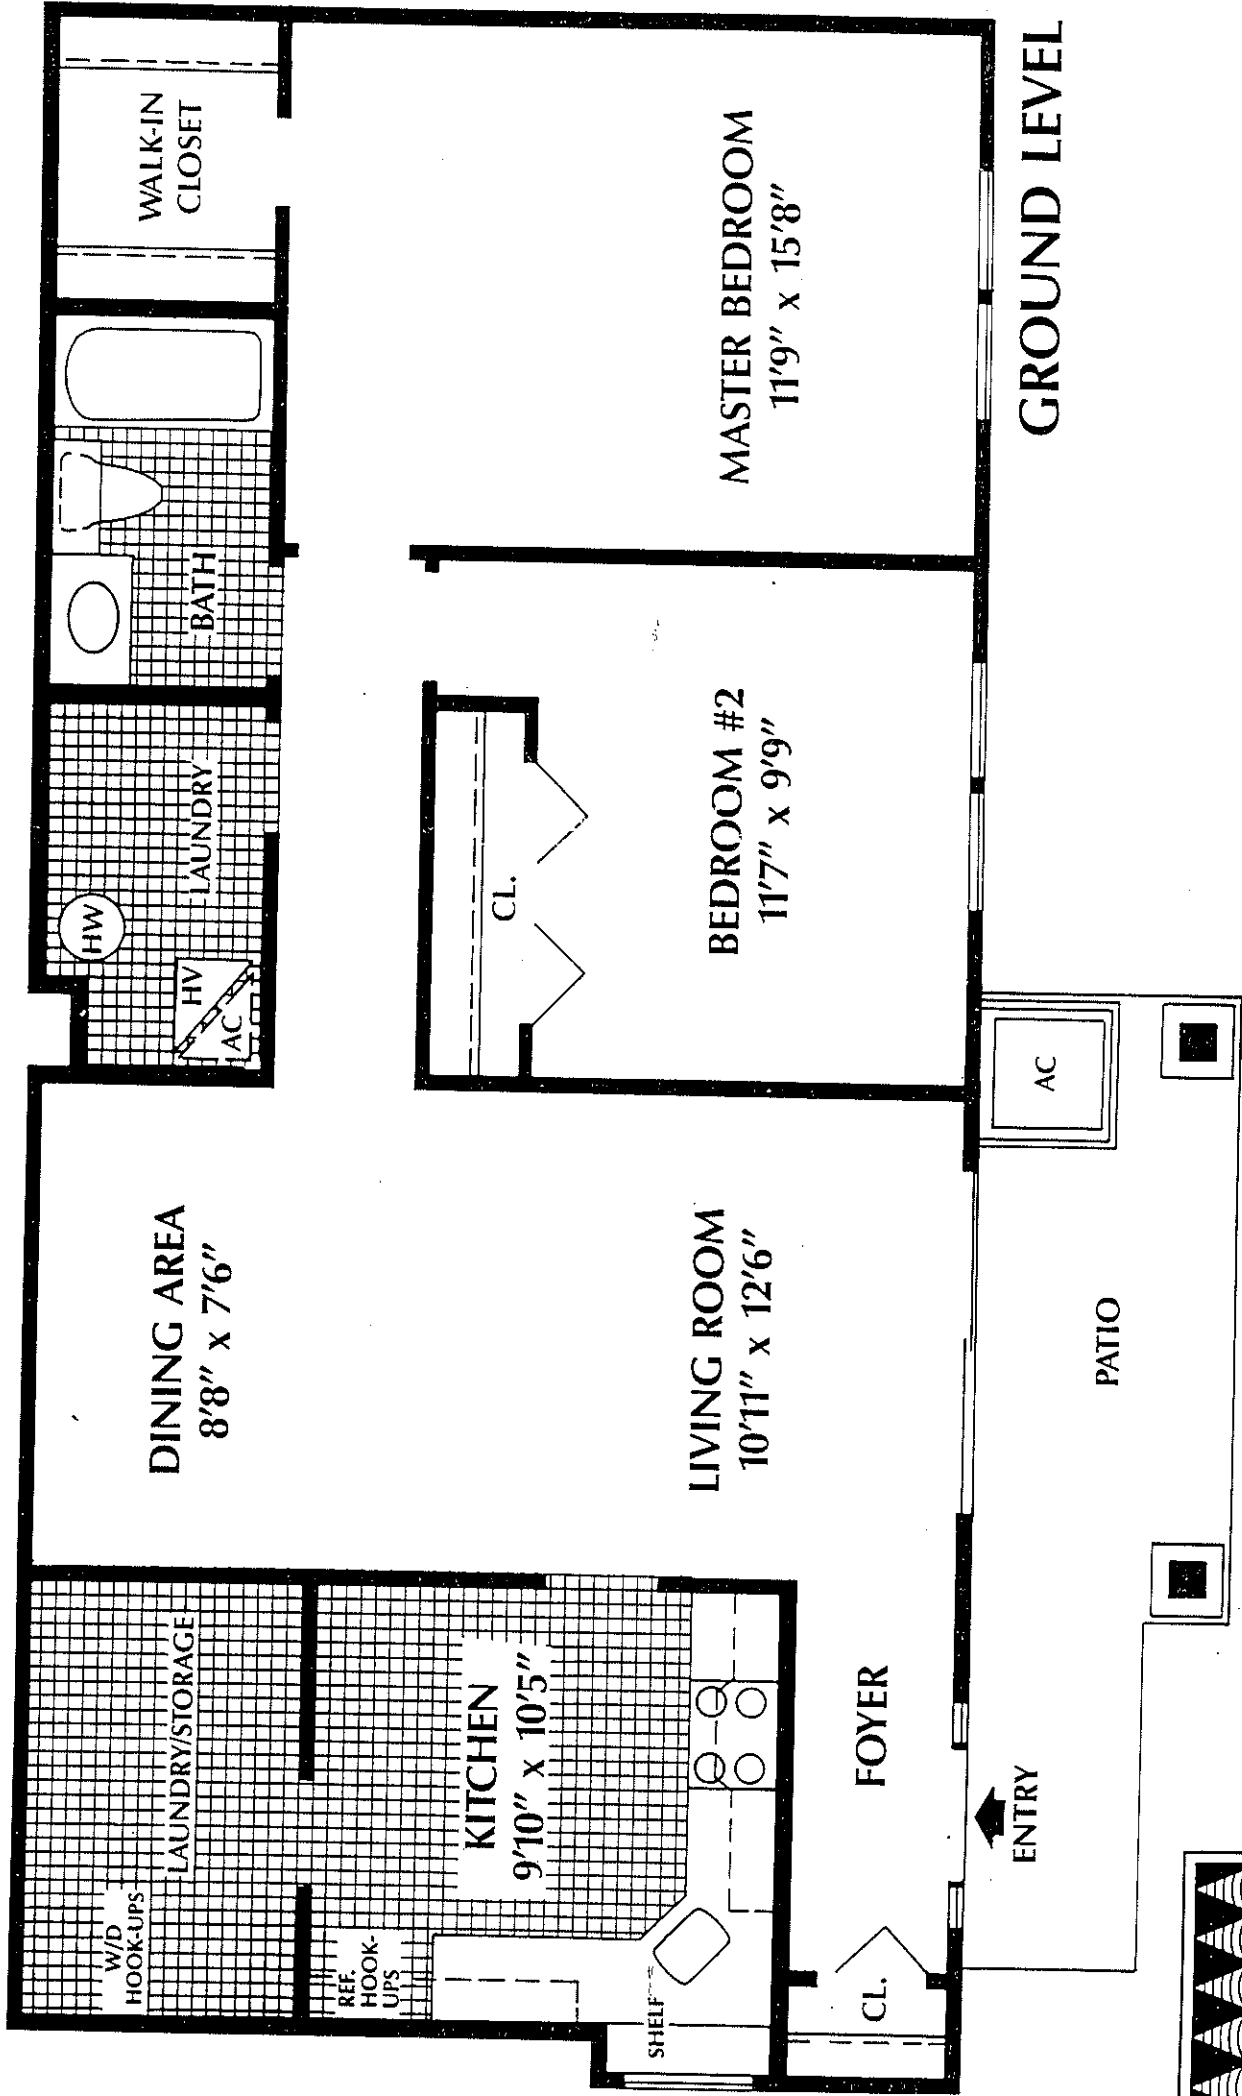 W/D
HOOK-UPS
LAUNDRY/STORAGE
DINING AREA
8'8" x 7'6"
HW
LAUNDRY
HV
AC
BATH
WALK-IN
CLOSET
REF.
HOOK-
UPS
KITCHEN
9'10" x 10'5"
SHELF
CL.
LIVING ROOM
10'11" x 12'6"
BEDROOM #2
11'7" x 9'9"
MASTER BEDROOM
11'9" x 15'8"
CL.
FOYER
ENTRY
PATIO
AC
GROUND LEVEL